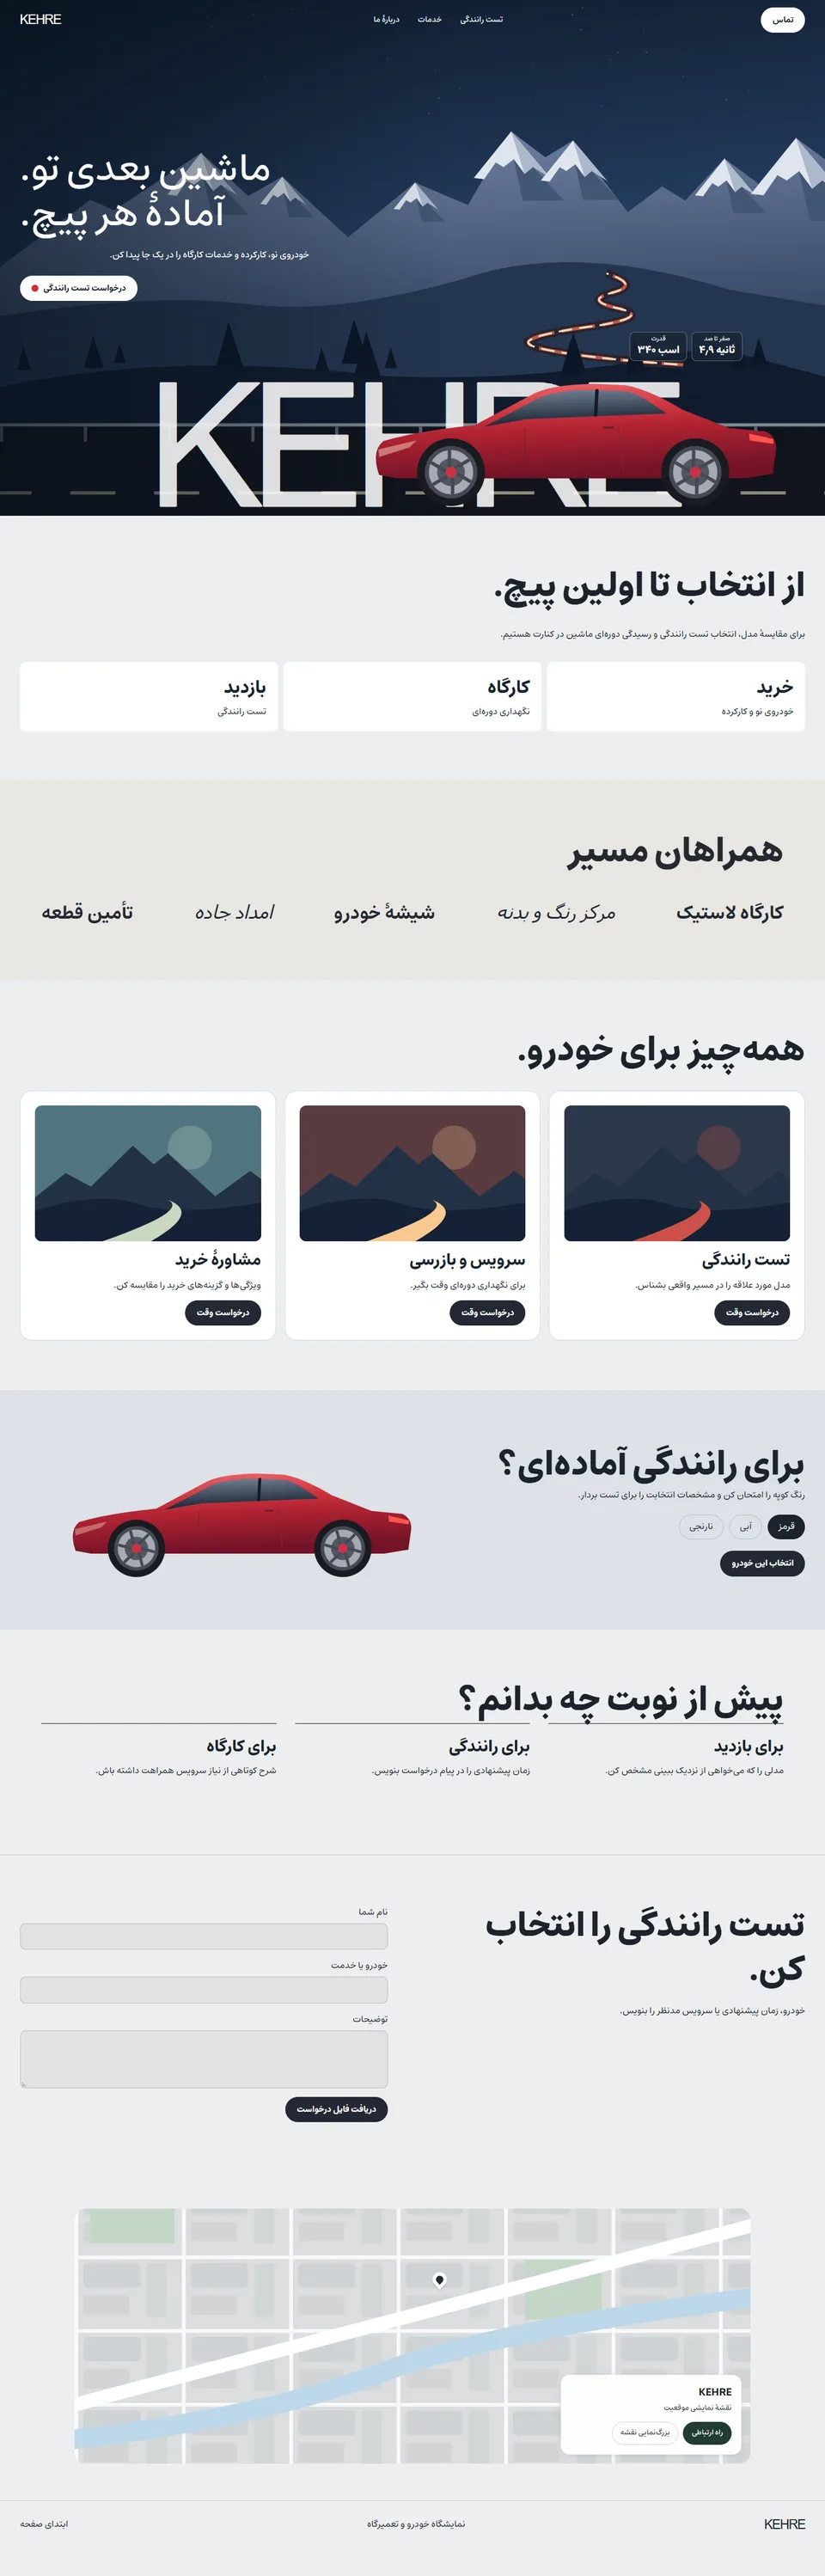 KEHRE
تست رانندگی
خدمات
دربارهٔ ما
تماس
ماشین بعدی تو.
آمادهٔ هر پیچ.
خودروی نو، کارکرده و خدمات کارگاه را در یک جا پیدا کن.
درخواست تست رانندگی
صفر تا صد
۴٫۹ ثانیه
قدرت
۳۴۰ اسب
KEHRE
از انتخاب تا اولین پیچ.
برای مقایسهٔ مدل، انتخاب تست رانندگی و رسیدگی دوره‌ای ماشین در کنارت هستیم.
خرید
خودروی نو و کارکرده
کارگاه
نگهداری دوره‌ای
بازدید
تست رانندگی
همراهان مسیر
کارگاه لاستیک
مرکز رنگ و بدنه
شیشهٔ خودرو
امداد جاده
تأمین قطعه
همه‌چیز برای خودرو.
تست رانندگی
مدل مورد علاقه را در مسیر واقعی بشناس.
درخواست وقت
سرویس و بازرسی
برای نگهداری دوره‌ای وقت بگیر.
درخواست وقت
مشاورهٔ خرید
ویژگی‌ها و گزینه‌های خرید را مقایسه کن.
درخواست وقت
برای رانندگی آماده‌ای؟
رنگ کوپه را امتحان کن و مشخصات انتخابت را برای تست بردار.
قرمز
آبی
نارنجی
انتخاب این خودرو
پیش از نوبت چه بدانم؟
برای بازدید
مدلی را که می‌خواهی از نزدیک ببینی مشخص کن.
برای رانندگی
زمان پیشنهادی را در پیام درخواست بنویس.
برای کارگاه
شرح کوتاهی از نیاز سرویس همراهت داشته باش.
تست رانندگی را انتخاب
کن.
خودرو، زمان پیشنهادی یا سرویس مدنظر را بنویس.
نام شما
خودرو یا خدمت
توضیحات
دریافت فایل درخواست
KEHRE
نقشهٔ نمایشی موقعیت
راه ارتباطی
بزرگ‌نمایی نقشه
KEHRE
نمایشگاه خودرو و تعمیرگاه
ابتدای صفحه